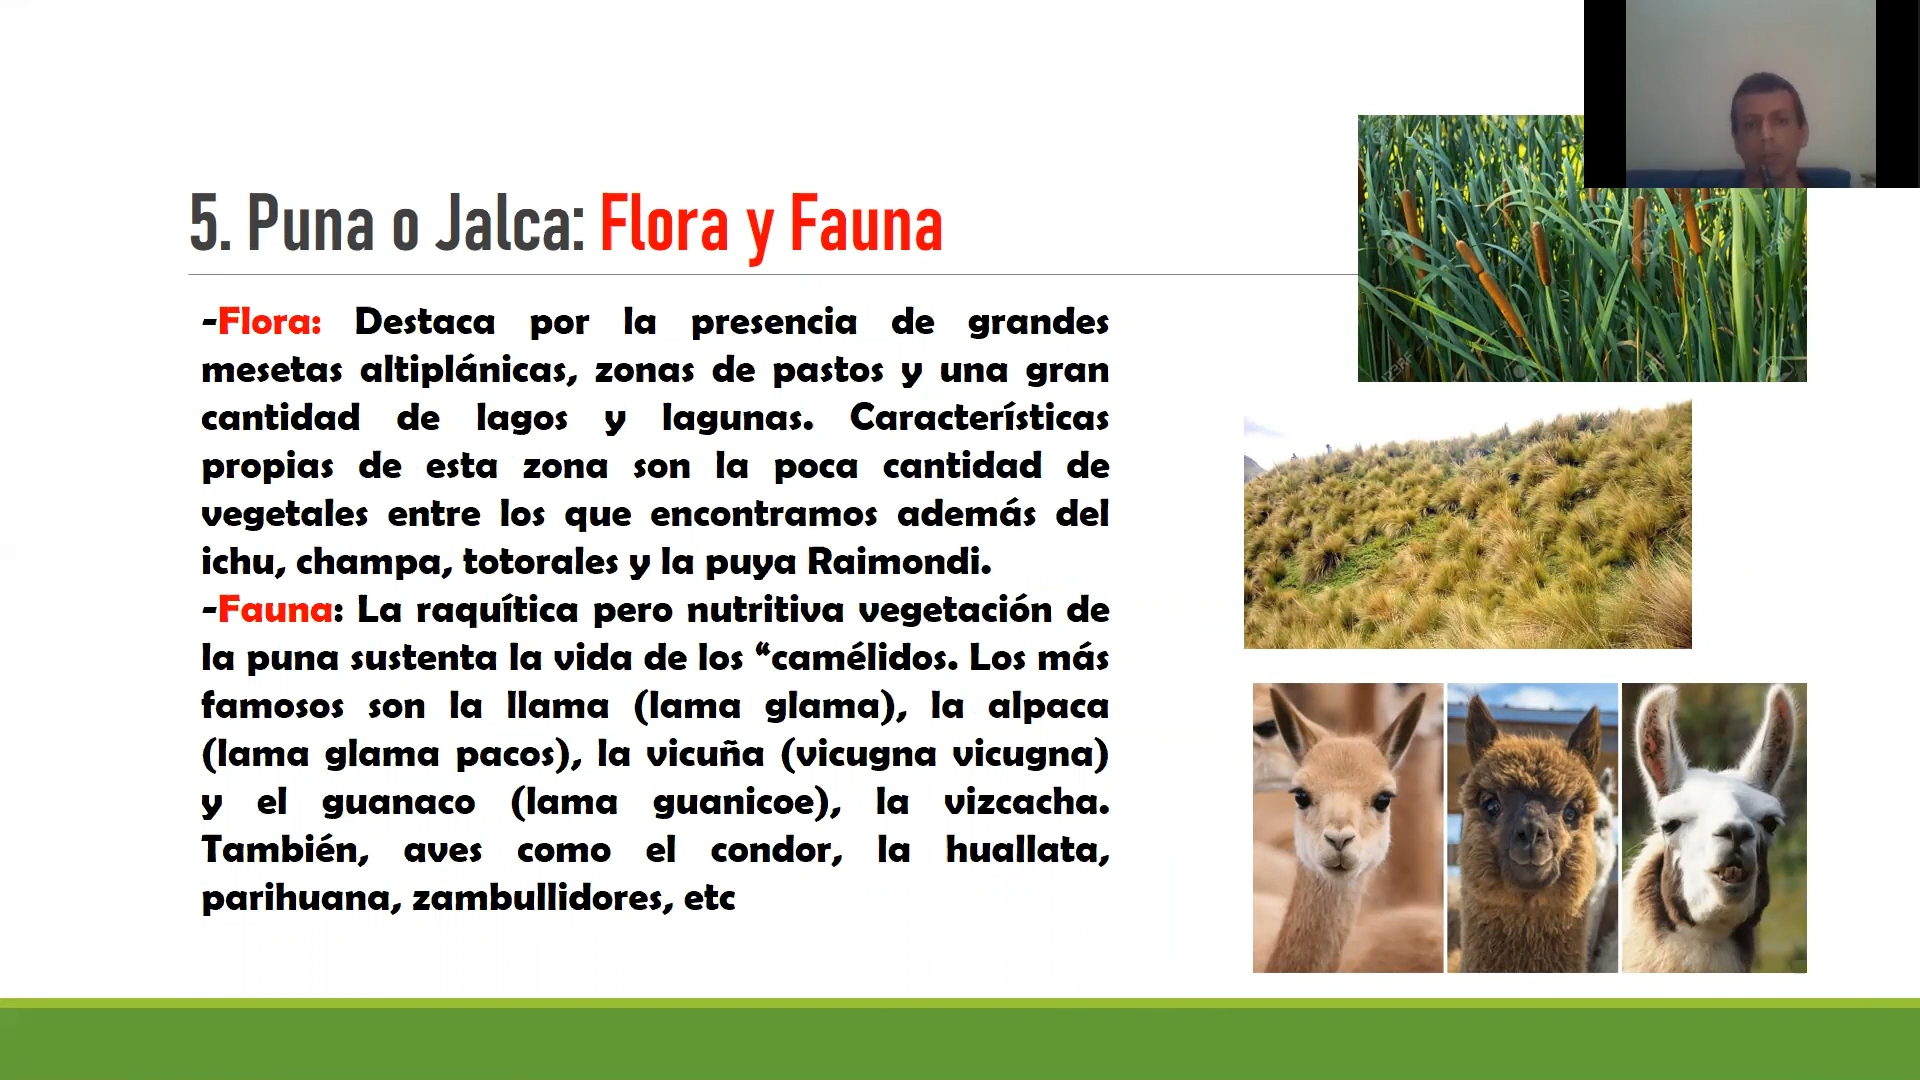 5. Puna o Jalca: Flora y Fauna
-Flora: Destaca por la presencia de grandes
mesetas altiplánicas, zonas de pastos y una gran
cantidad de lagos y lagunas. Características
propias de esta zona son la poca cantidad de
vegetales entre los que encontramos además del
ichu, champa, totorales y la puya Raimondi.
-Fauna: La raquítica pero nutritiva vegetación de
la puna sustenta la vida de los “camélidos. Los más
famosos son la llama (lama glama), la alpaca
(lama glama pacos), la vicuña (vicugna vicugna)
y el guanaco (lama guanicoe), la vizcacha.
También, aves como el condor, la huallata,
parihuana, zambullidores, etc